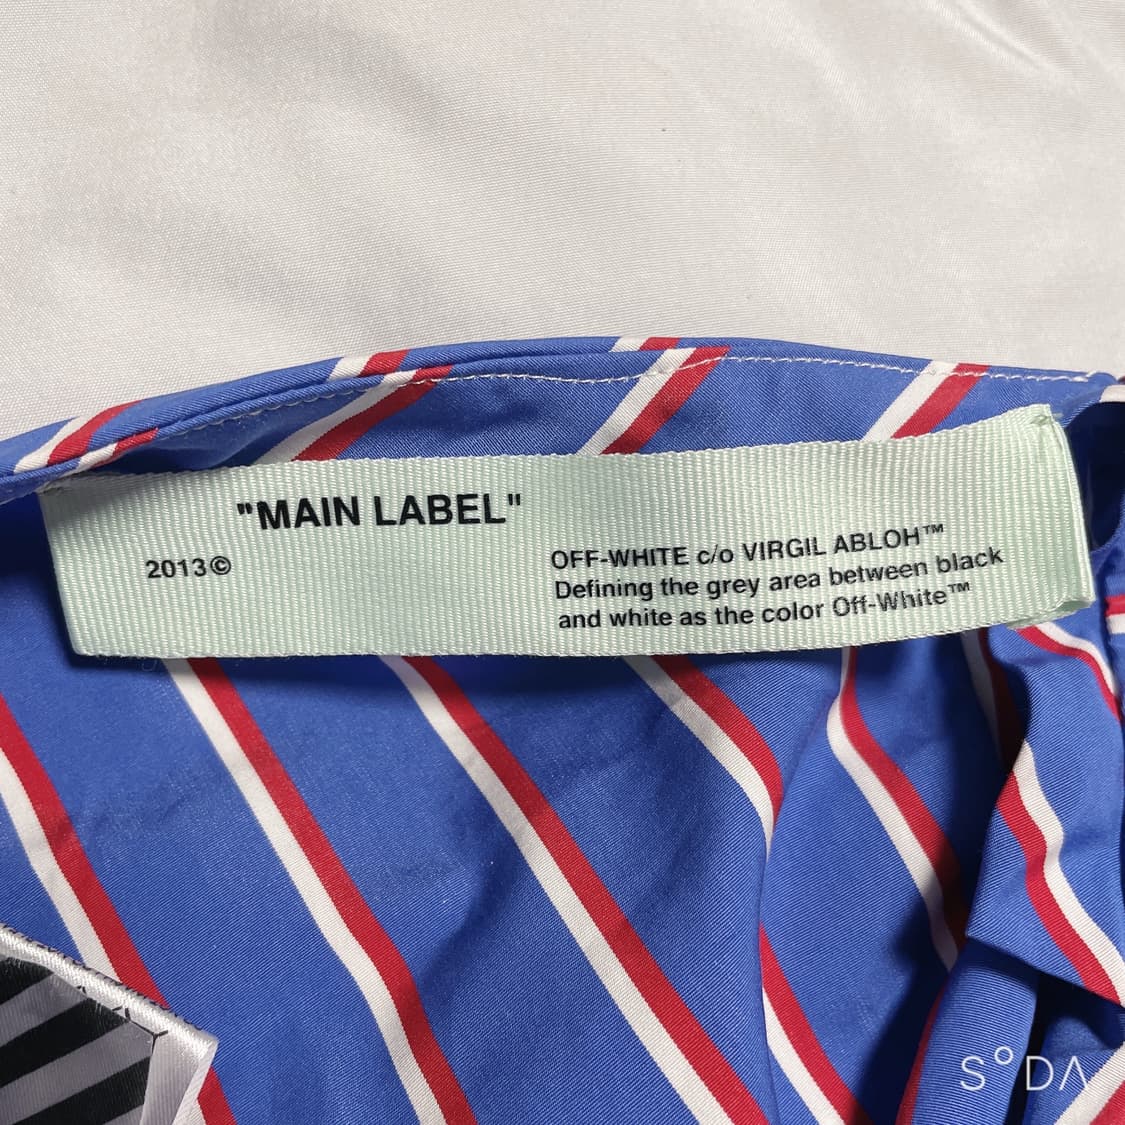 "MAIN LABEL"
2013©
OFF-WHITE c/o VIRGIL ABLOH™
Defining the grey area between black
and white as the color Off-White™
S°DΛ